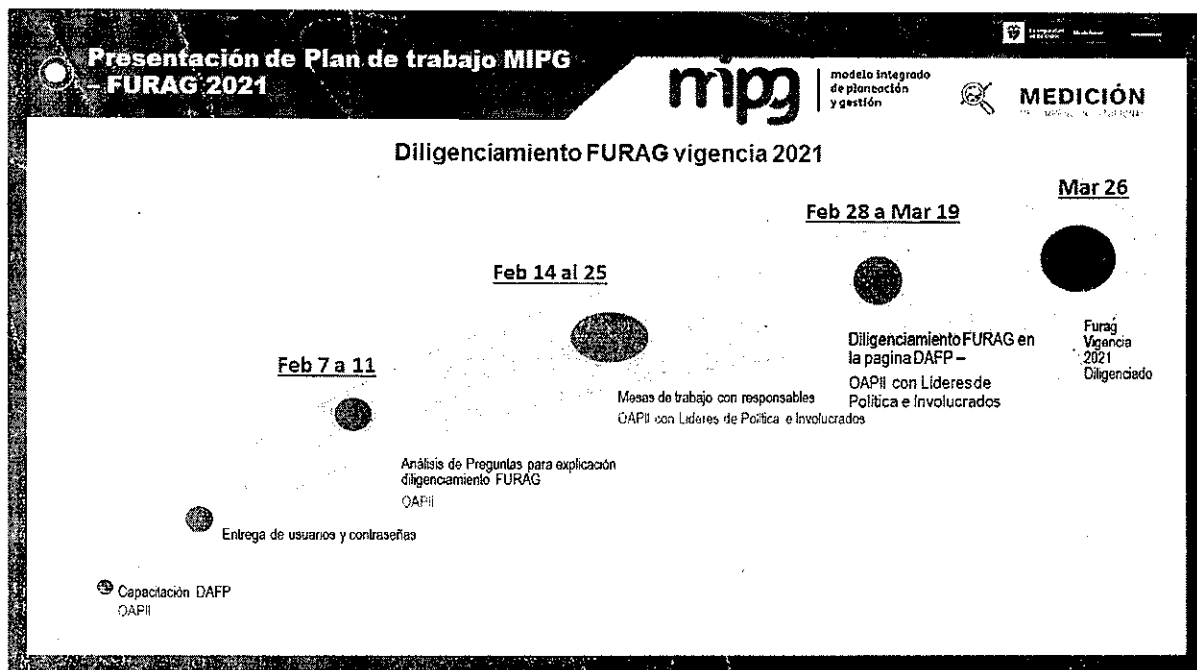 Presentación de Plan de trabajo MIPG
– FURAG 2021
mipg
modelo integrado
de planeación
y gestión
MEDICIÓN
Diligenciamiento FURAG vigencia 2021
Mar 26
Feb 28 a Mar 19
Feb 14 al 25
Feb 7 a 11
Furag
Vigencia
2021
Diligenciado
Diligenciamiento FURAG en
la pagina DAFP –
OAPII con Lideres de
Política e Involucrados
Mesas de trabajo con responsables
OAPII con Lideres de Política e Involucrados
Análisis de Preguntas para explicación
diligenciamiento FURAG
OAPII
Entrega de usuarios y contraseñas
Capacitación DAFP
OAPII